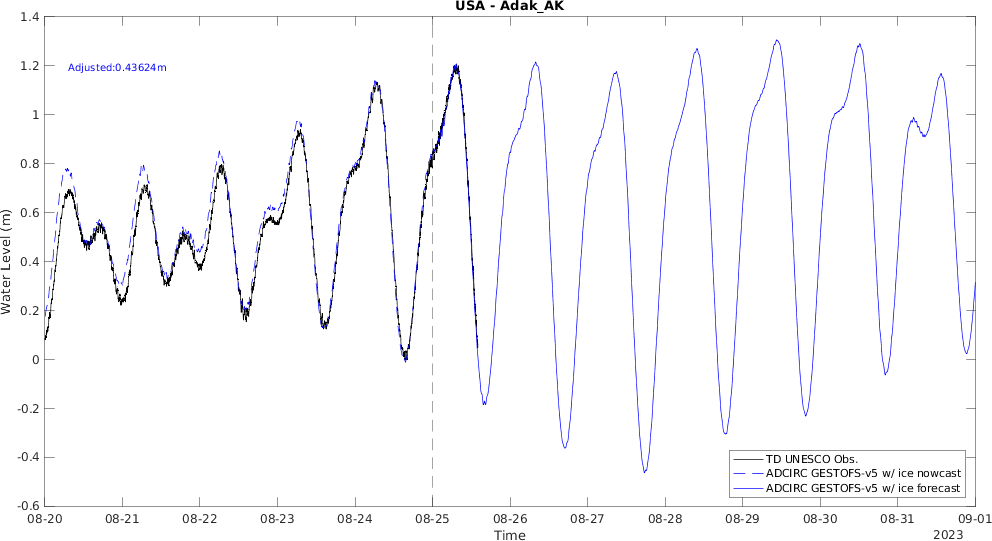 USA - Adak_AK
Adjusted:0.43624m
Water Level (m)
1.4
1.2
1
0.8
0.6
0.4
0.2
0
-0.2
-0.4
-0.6
TD UNESCO Obs.
ADCIRC GESTOFS-v5 w/ ice nowcast
ADCIRC GESTOFS-v5 w/ ice forecast
08-20 08-21 08-22 08-23 08-24 08-25 08-26 08-27 08-28 08-29 08-30 08-31 09-01
Time
2023